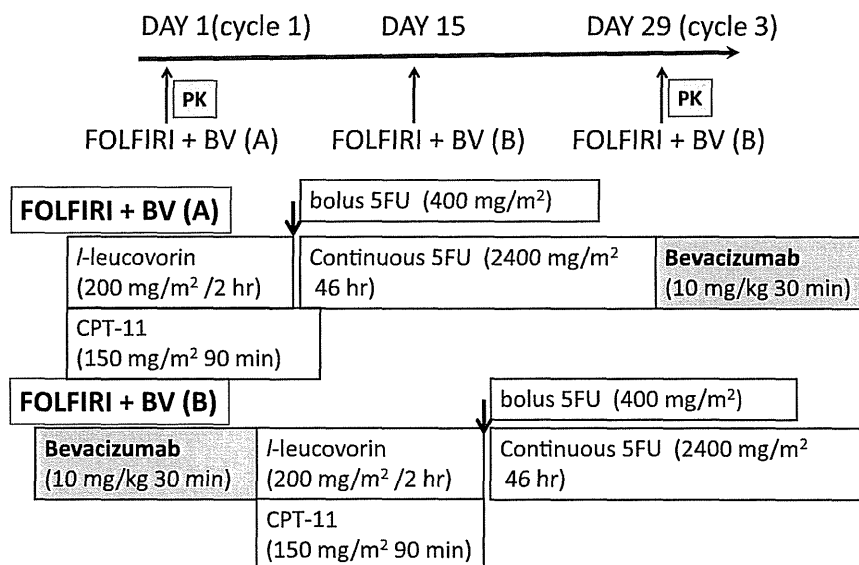 DAY 1(cycle 1) DAY 15 DAY 29 (cycle 3)
PK PK
FOLFIRI + BV (A) FOLFIRI + BV (B) FOLFIRI + BV (B)
FOLFIRI + BV (A)
bolus 5FU (400 mg/m²)
l-leucovorin
(200 mg/m² /2 hr)
Continuous 5FU (2400 mg/m²
46 hr)
Bevacizumab
(10 mg/kg 30 min)
CPT-11
(150 mg/m² 90 min)
FOLFIRI + BV (B)
bolus 5FU (400 mg/m²)
Bevacizumab
(10 mg/kg 30 min)
l-leucovorin
(200 mg/m² /2 hr)
Continuous 5FU (2400 mg/m²
46 hr)
CPT-11
(150 mg/m² 90 min)